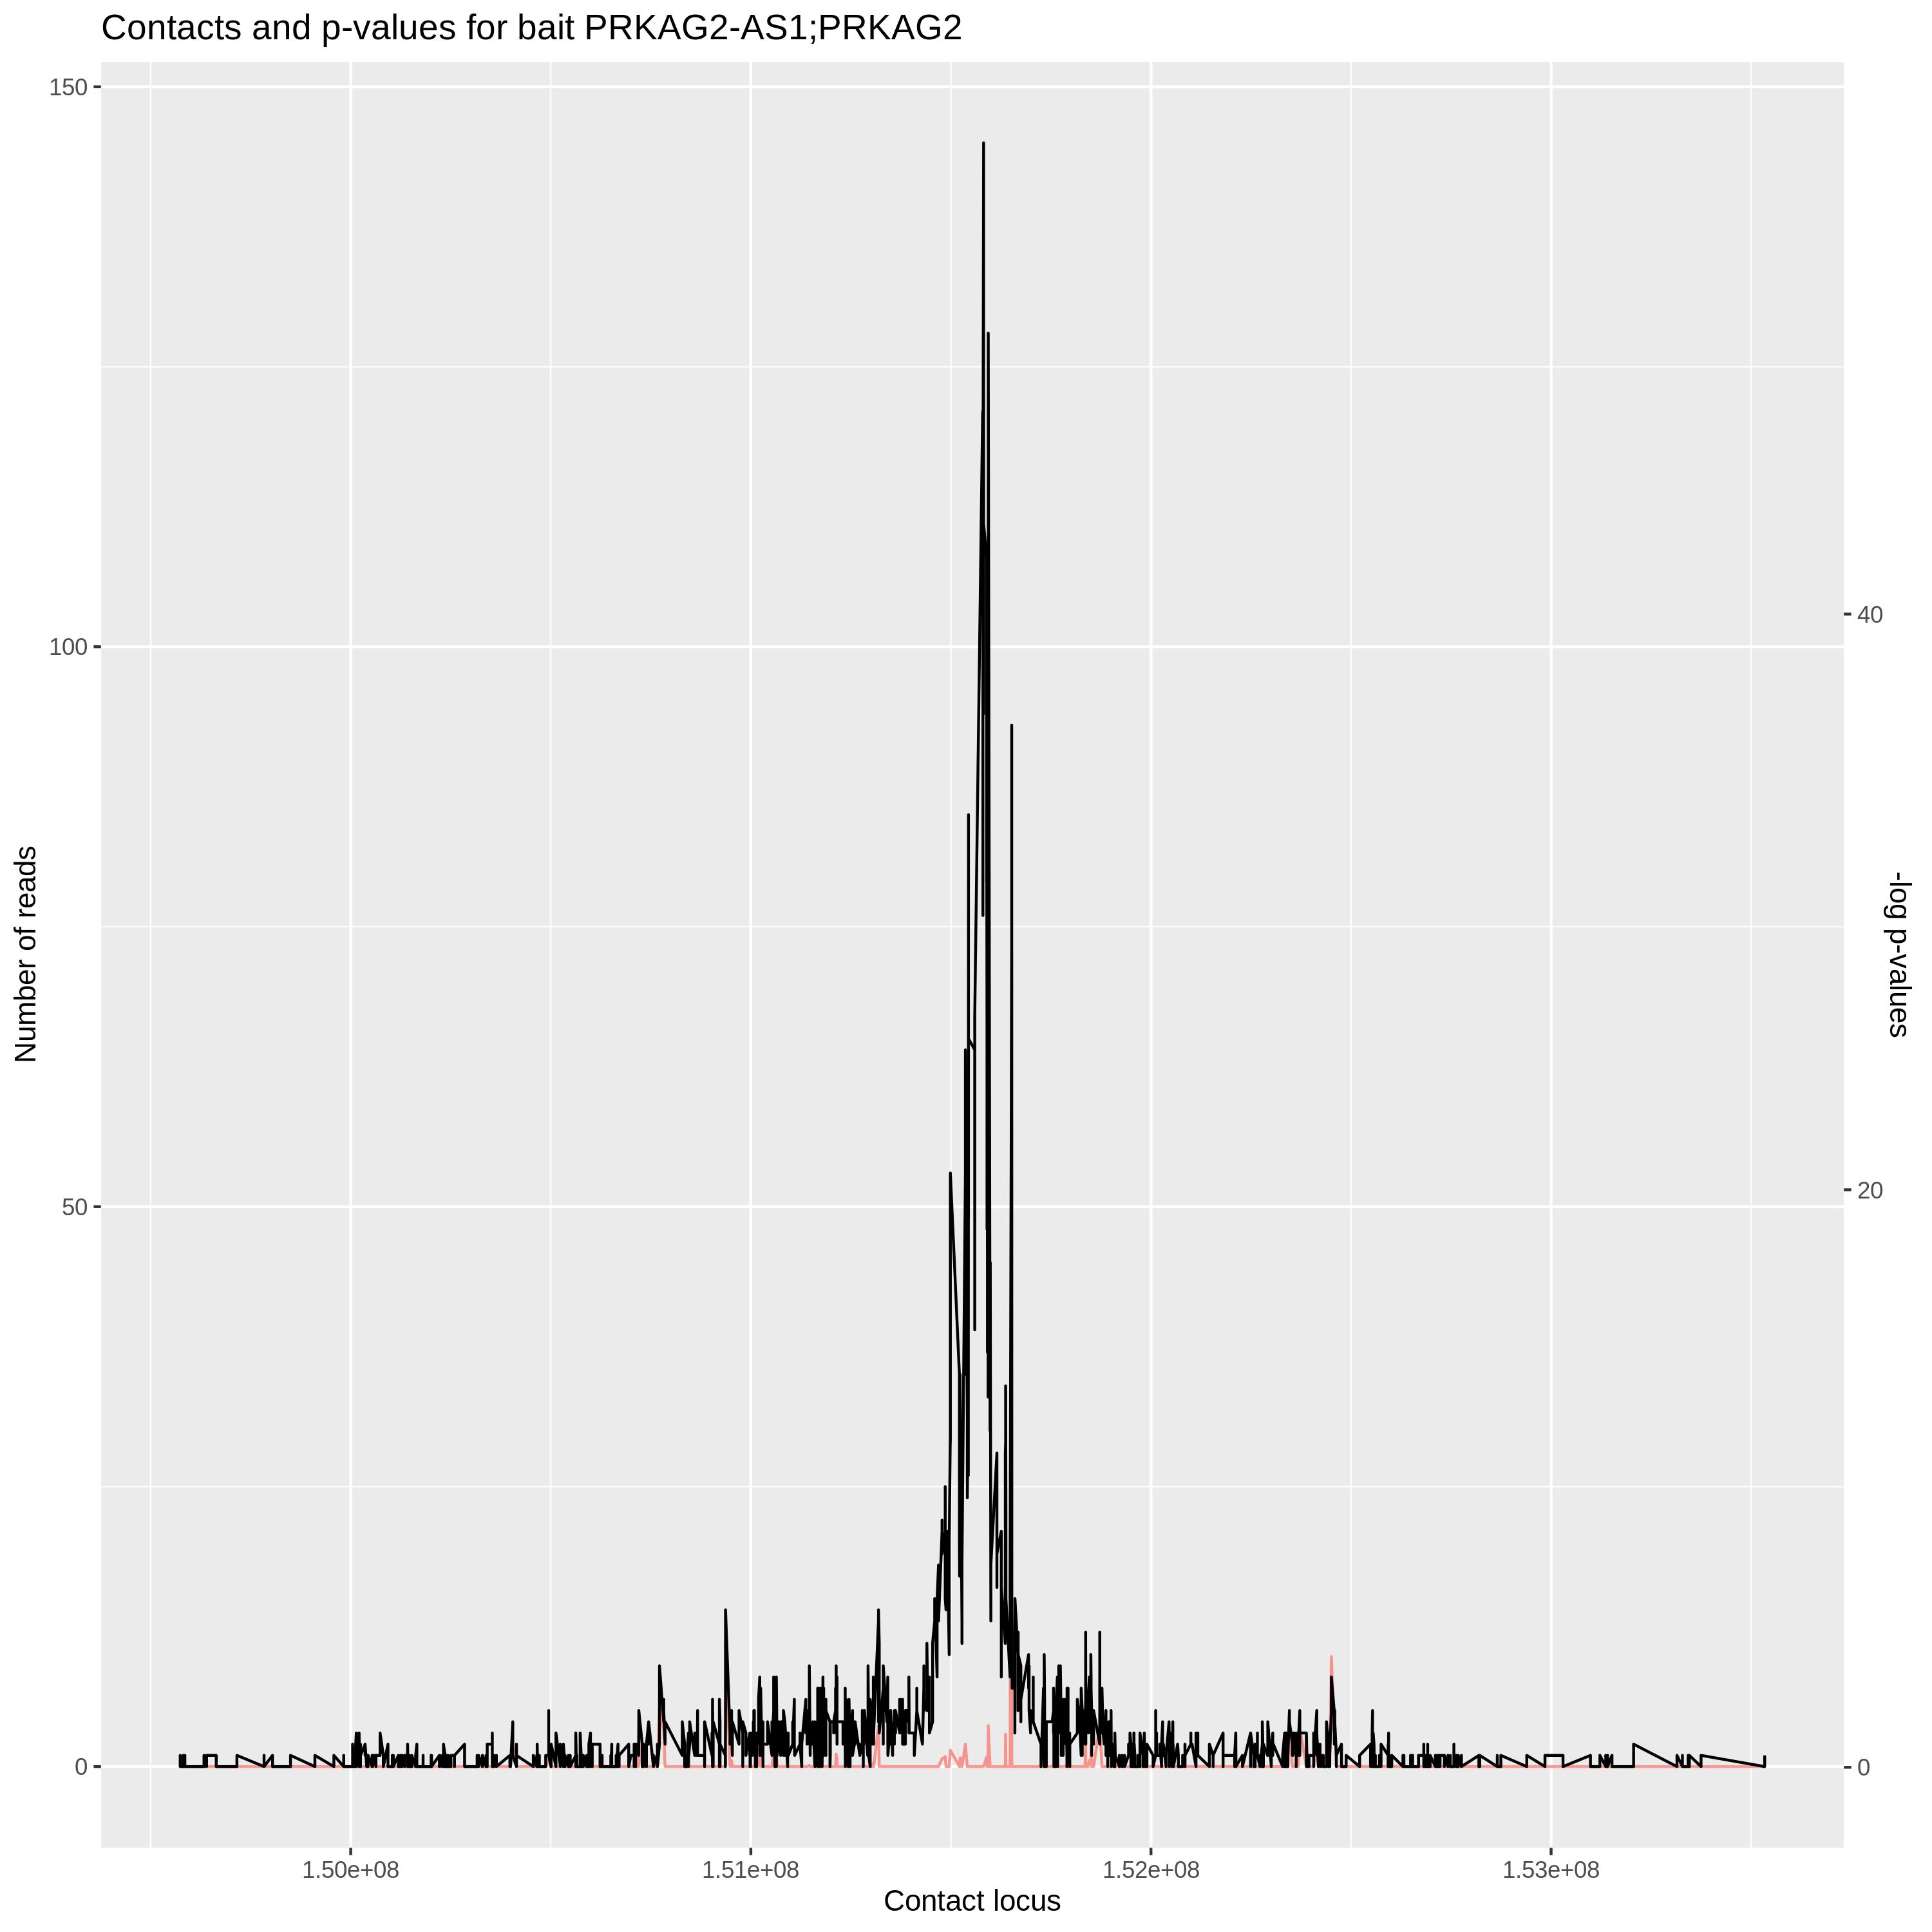 Contacts and p-values for bait PRKAG2-AS1;PRKAG2
150
100
50
0
Number of reads
40
20
0
-log p-values
1.50e+08
1.51e+08
1.52e+08
1.53e+08
Contact locus